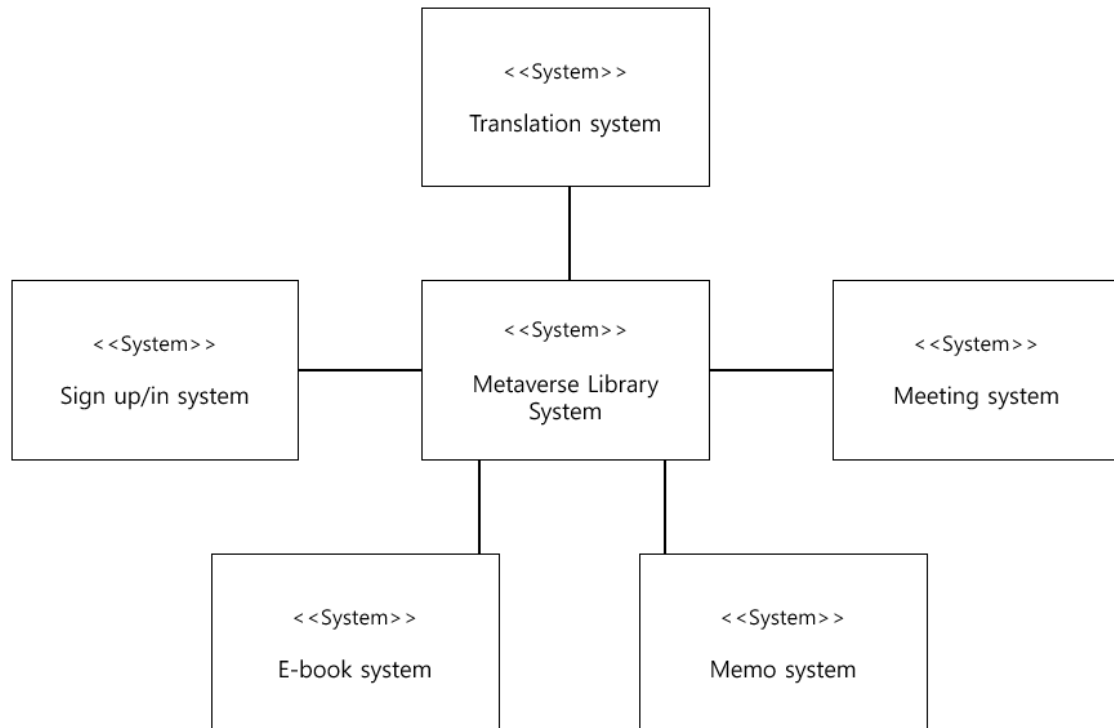 <<System>>
Translation system
<<System>>
Sign up/in system
<<System>>
Metaverse Library
System
<<System>>
Meeting system
<<System>>
E-book system
<<System>>
Memo system